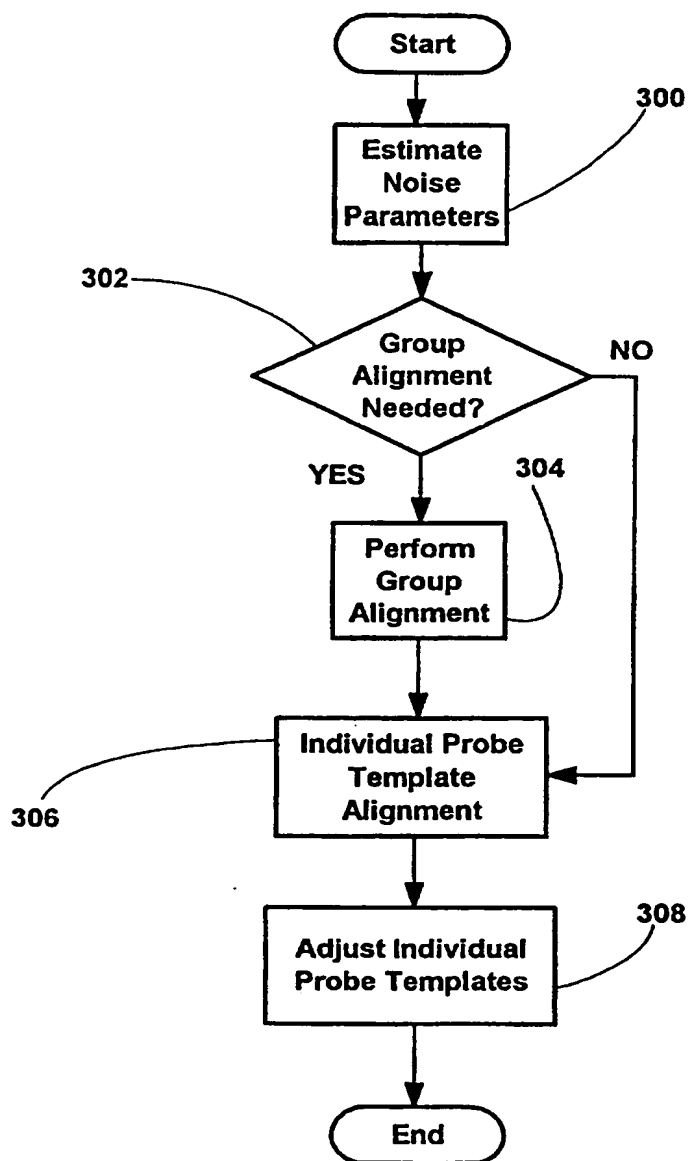 Start
300
Estimate
Noise
Parameters
302
Group
Alignment
Needed?
NO
YES
304
Perform
Group
Alignment
Individual Probe
Template
Alignment
306
308
Adjust Individual
Probe Templates
End